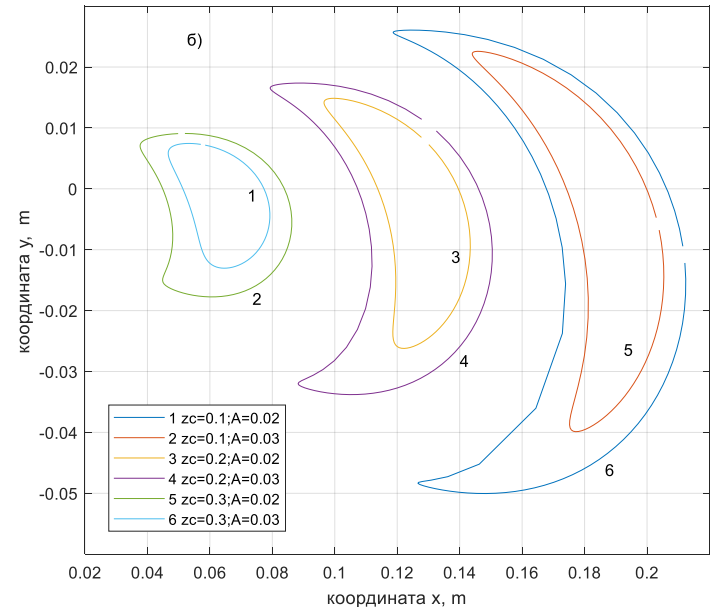 б)
0.02
0.01
0
-0.01
-0.02
-0.03
-0.04
-0.05
координата y, m
1
2
3
4
5
6
1 zc=0.1;A=0.02
2 zc=0.1;A=0.03
3 zc=0.2;A=0.02
4 zc=0.2;A=0.03
5 zc=0.3;A=0.02
6 zc=0.3;A=0.03
0.02 0.04 0.06 0.08 0.1 0.12 0.14 0.16 0.18 0.2
координата x, m